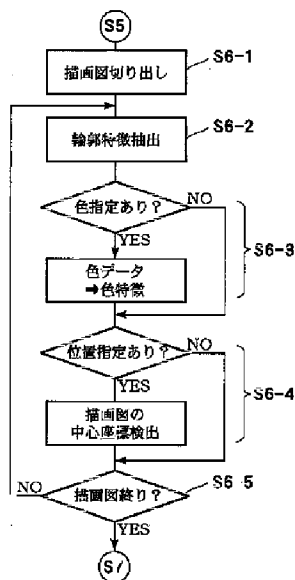 S5
描画図切り出し
S6-1
輪郭特徴抽出
S6-2
色指定あり?
NO
YES
色データ
➡色特徴
S6-3
位置指定あり?
NO
YES
描画図の
中心座標検出
S6-4
描画図終り?
S6-5
NO
YES
S7